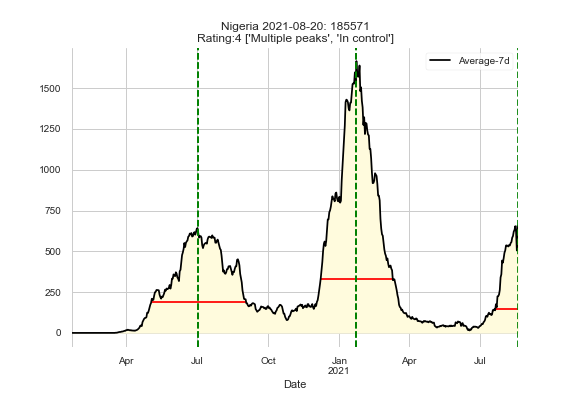 Nigeria 2021-08-20: 185571
Rating:4 ['Multiple peaks', 'In control']
Average-7d
1500
1250
1000
750
500
250
0
Apr
Jul
Oct
Jan
2021
Apr
Jul
Date